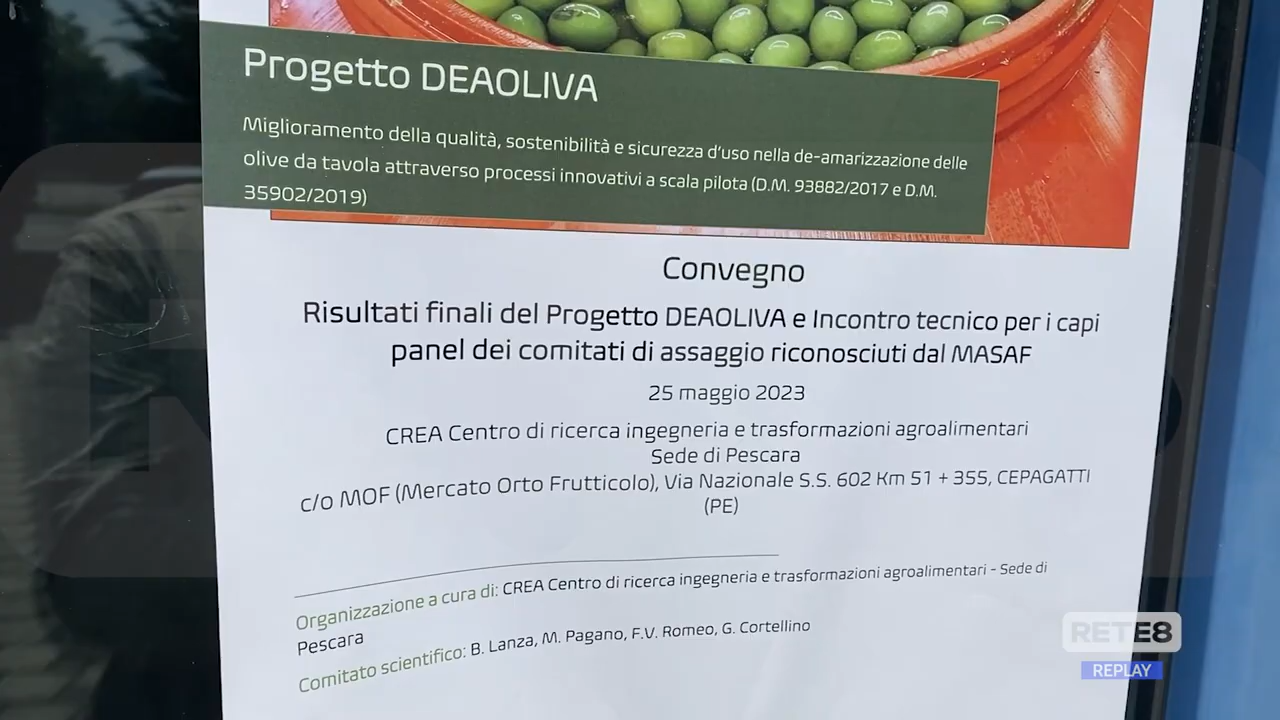 Progetto DEAOLIVA
Miglioramento della qualità, sostenibilità e sicurezza d'uso nella de-amarizzazione delle
olive da tavola attraverso processi innovativi a scala pilota (D.M. 93882/2017 e D.M.
35902/2019)
Convegno
Risultati finali del Progetto DEAOLIVA e Incontro tecnico per i capi
panel dei comitati di assaggio riconosciuti dal MASAF
25 maggio 2023
CREA Centro di ricerca ingegneria e trasformazioni agroalimentari
Sede di Pescara
c/o MOF (Mercato Orto Frutticolo), Via Nazionale S.S. 602 Km 51 + 355, CEPAGATTI
(PE)
Organizzazione a cura di: CREA Centro di ricerca ingegneria e trasformazioni agroalimentari - Sede di
Pescara
Comitato scientifico: B. Lanza, M. Pagano, F.V. Romeo, G. Cortellino
RETE8
REPLAY